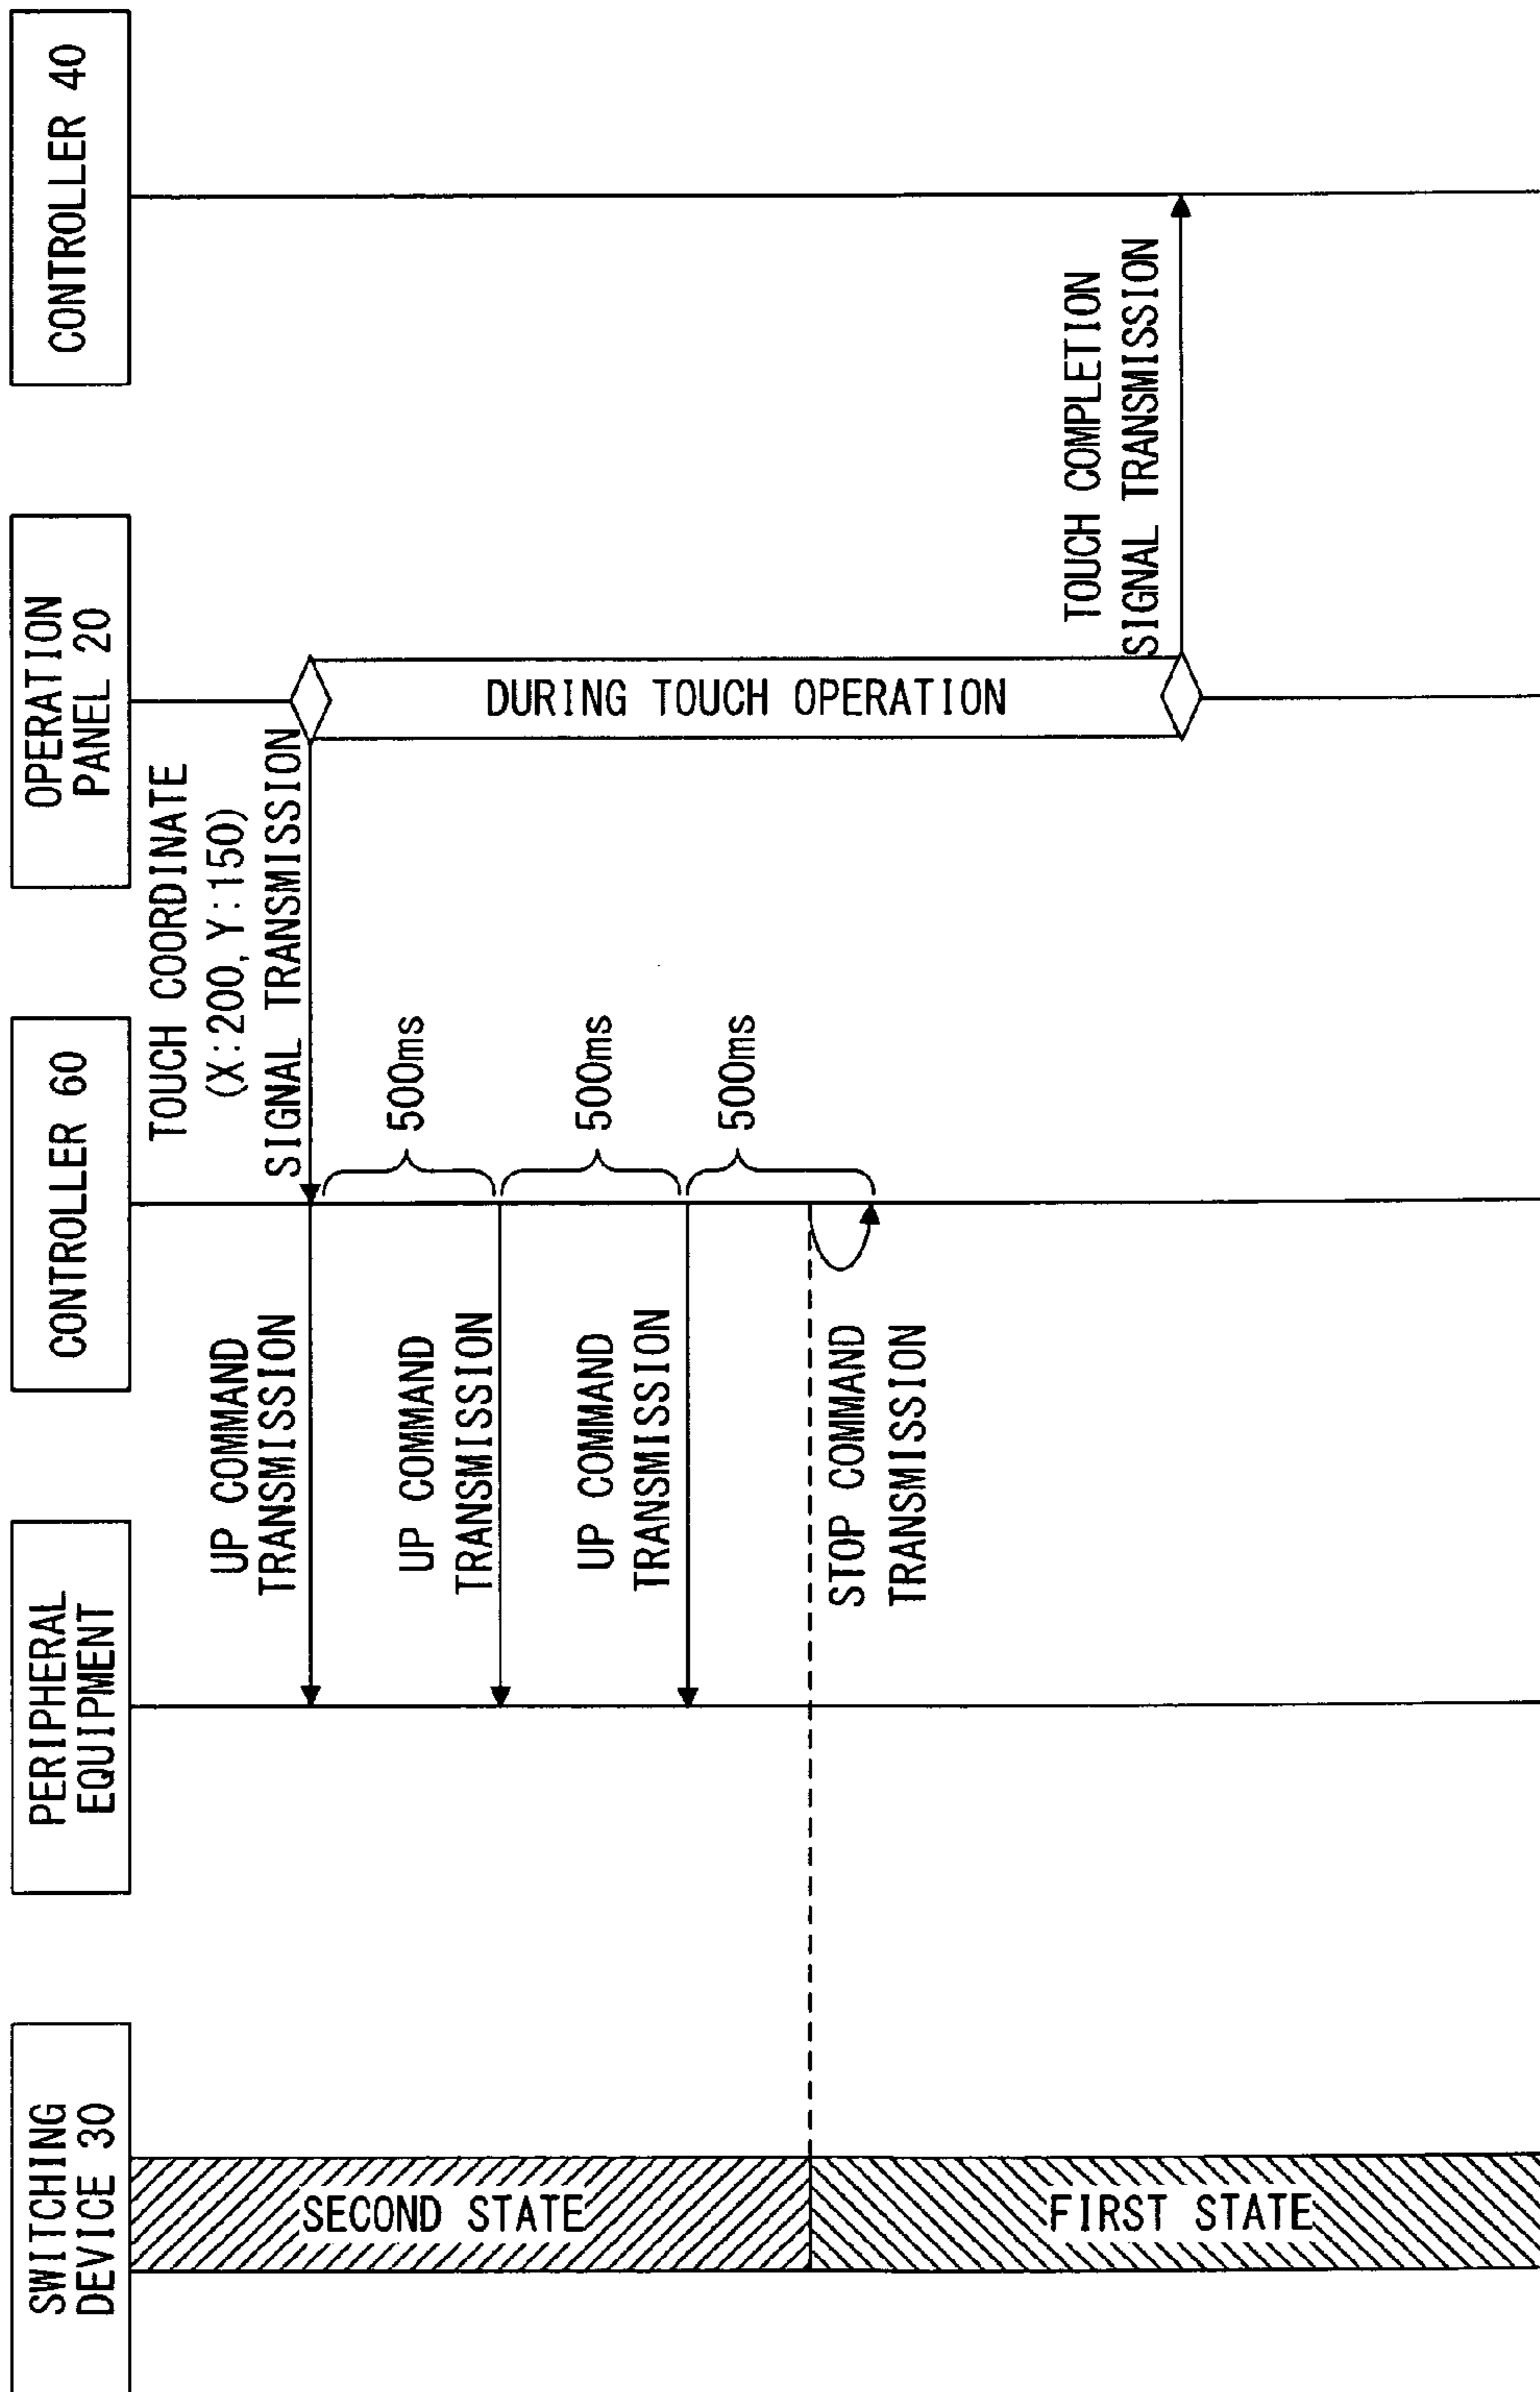 SWITCHING
DEVICE 30
PERIPHERAL
EQUIPMENT
CONTROLLER 60
OPERATION
PANEL 20
CONTROLLER 40
TOUCH COORDINATE
(X:200, Y:150)
SIGNAL TRANSMISSION
UP COMMAND
TRANSMISSION
500ms
UP COMMAND
TRANSMISSION
500ms
UP COMMAND
TRANSMISSION
500ms
STOP COMMAND
TRANSMISSION
DURING TOUCH OPERATION
TOUCH COMPLETION
SIGNAL TRANSMISSION
SECOND STATE
FIRST STATE